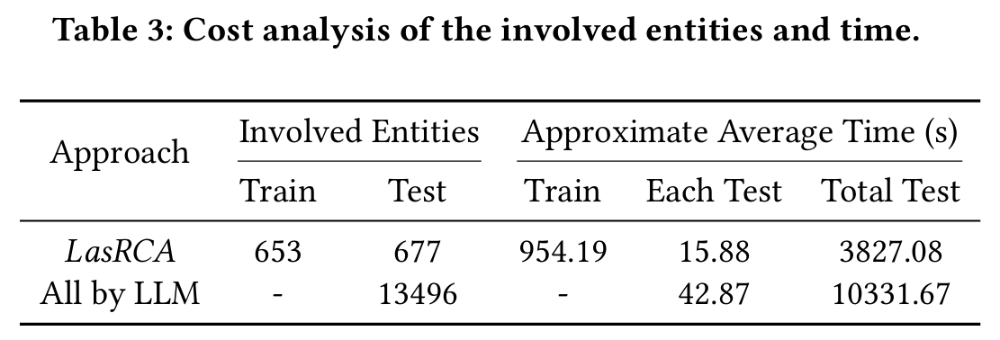 Table 3: Cost analysis of the involved entities and time.
Approach Involved Entities Approximate Average Time (s)
Train Test Train Each Test Total Test
LasRCA 653 677 954.19 15.88 3827.08
All by LLM - 13496 - 42.87 10331.67